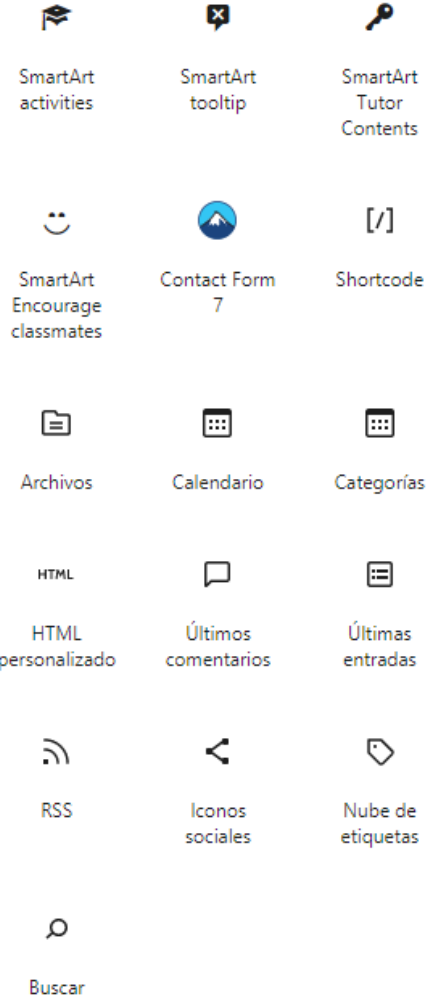 SmartArt
activities
SmartArt
tooltip
SmartArt
Tutor
Contents
SmartArt
Encourage
classmates
Contact Form
7
[/]
Shortcode
Archivos
Calendario
Categorías
HTML
HTML
personalizado
Últimos
comentarios
Últimas
entradas
RSS
Iconos
sociales
Nube de
etiquetas
Buscar